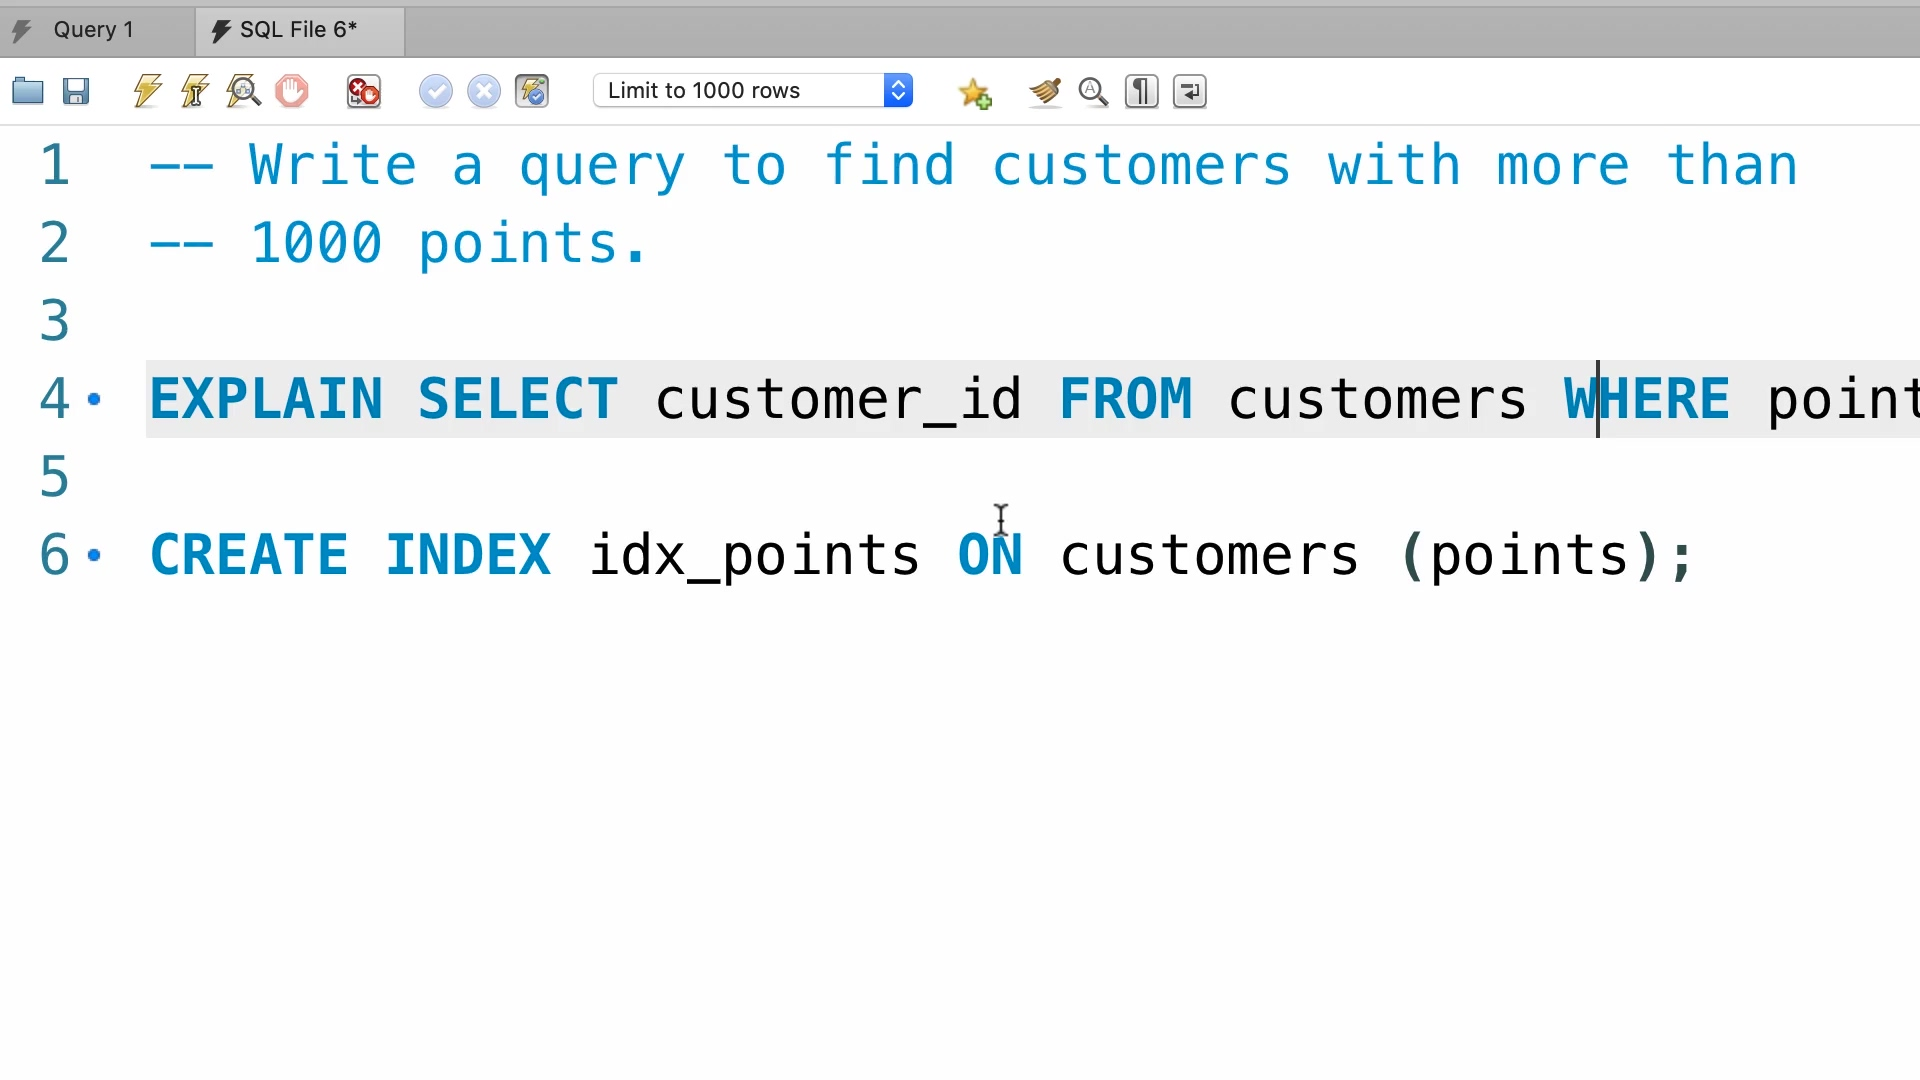 Query 1
SQL File 6*
Limit to 1000 rows
1 -- Write a query to find customers with more than
2 -- 1000 points.
3
4 EXPLAIN SELECT customer_id FROM customers WHERE point
5
6 CREATE INDEX idx_points ON customers (points);